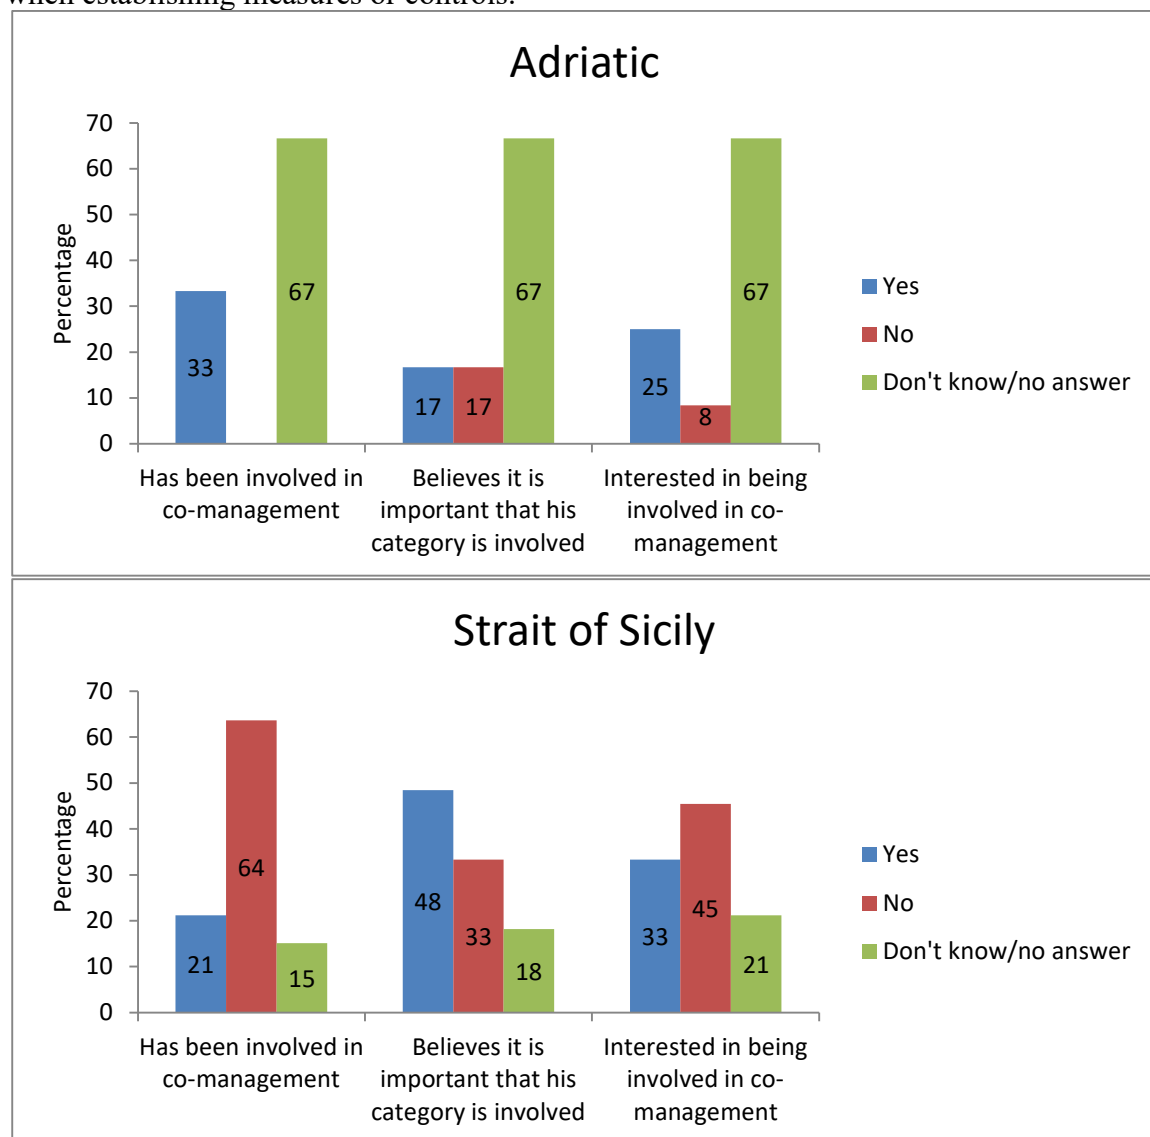 when establishing measures or controls.
Adriatic
70
60
50
40
30
20
10
0
Percentage
33
67
17
17
67
25
8
67
Has been involved in
co-management
Believes it is
important that his
category is involved
Interested in being
involved in co-
management
Yes
No
Don't know/no answer
Strait of Sicily
70
60
50
40
30
20
10
0
Percentage
21
64
15
48
33
18
33
45
21
Has been involved in
co-management
Believes it is
important that his
category is involved
Interested in being
involved in co-
management
Yes
No
Don't know/no answer